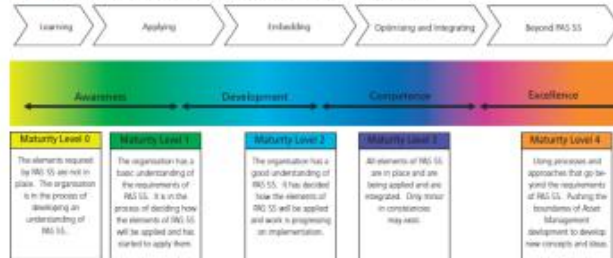 Learning
Applying
Embedding
Optimising and Integrating
Beyond PAS 55
Awareness
Development
Competence
Excellence
Maturity Level 0
The elements required
by PAS 55 are not in
place. The organisation
is in the process of
developing an
understanding of
PAS 55.
Maturity Level 1
The organisation has a
basic understanding of
the requirements of
PAS 55. It is in the
process of deciding how
the elements of PAS 55
will be applied and has
started to apply them.
Maturity Level 2
The organisation has a
good understanding of
PAS 55. It has decided
how the elements of
PAS 55 will be applied
and work is progressing
on implementation.
Maturity Level 3
All elements of PAS 55
are in place and are
being applied and are
integrated. Only minor
in consistencies
may exist.
Maturity Level 4
Using processes and
approaches that go be
yond the requirements
of PAS 55. Pushing the
boundaries of Asset
Management
development to develop
new concepts and ideas.